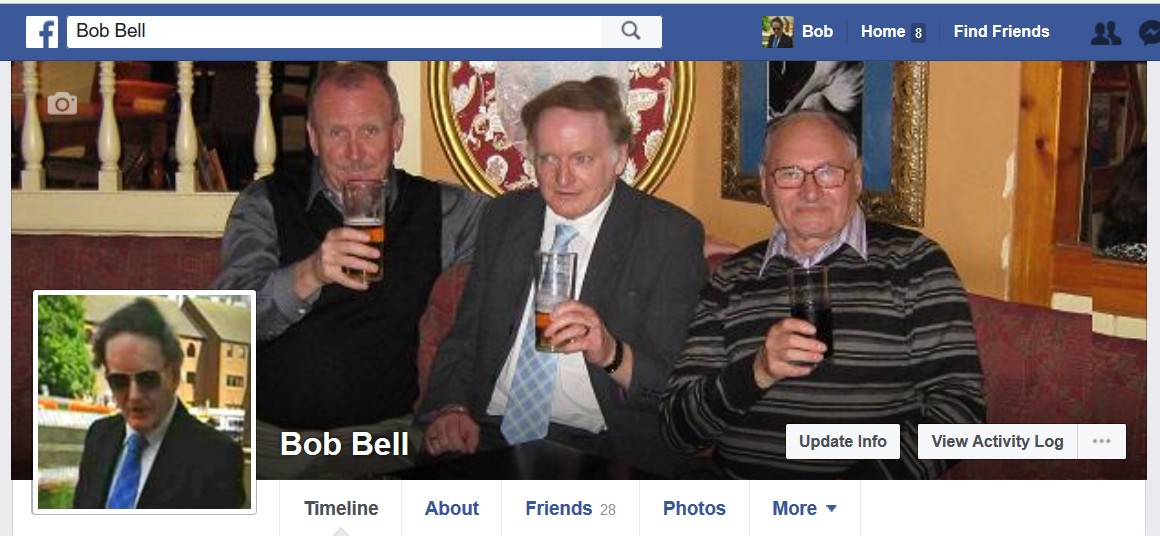 f Bob Bell Bob Home 8 Find Friends
Bob Bell Update Info View Activity Log ...
Timeline About Friends 28 Photos More